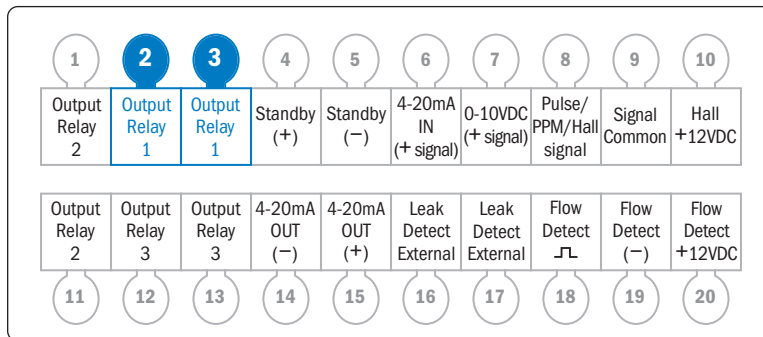 1 2 3 4 5 6 7 8 9 10
Output Relay 2
Output Relay 1
Output Relay 1
Standby (+)
Standby (−)
4-20mA IN (+ signal)
0-10VDC (+ signal)
Pulse/ PPM/Hall signal
Signal Common
Hall +12VDC
Output Relay 2
Output Relay 3
Output Relay 3
4-20mA OUT (−)
4-20mA OUT (+)
Leak Detect External
Leak Detect External
Flow Detect
Flow Detect (−)
Flow Detect +12VDC
11 12 13 14 15 16 17 18 19 20